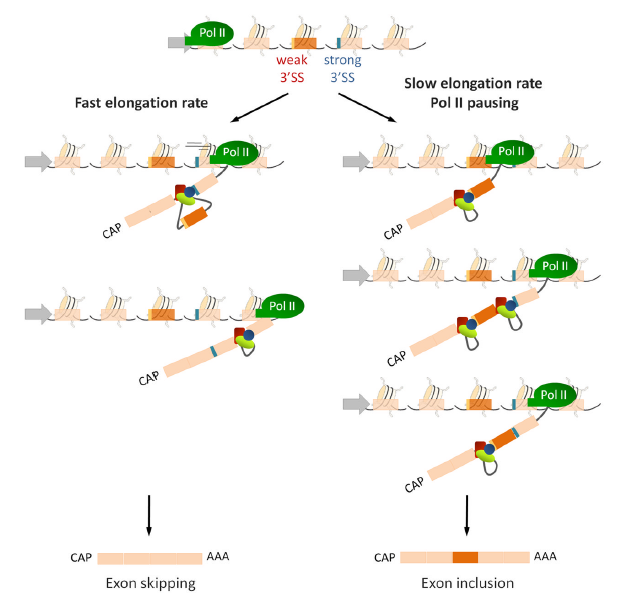 Pol II
weak strong
3'SS 3'SS
Fast elongation rate
Slow elongation rate
Pol II pausing
Pol II
CAP
Pol II
CAP
Pol II
CAP
Pol II
CAP
Pol II
CAP
CAP AAA
Exon skipping
CAP AAA
Exon inclusion